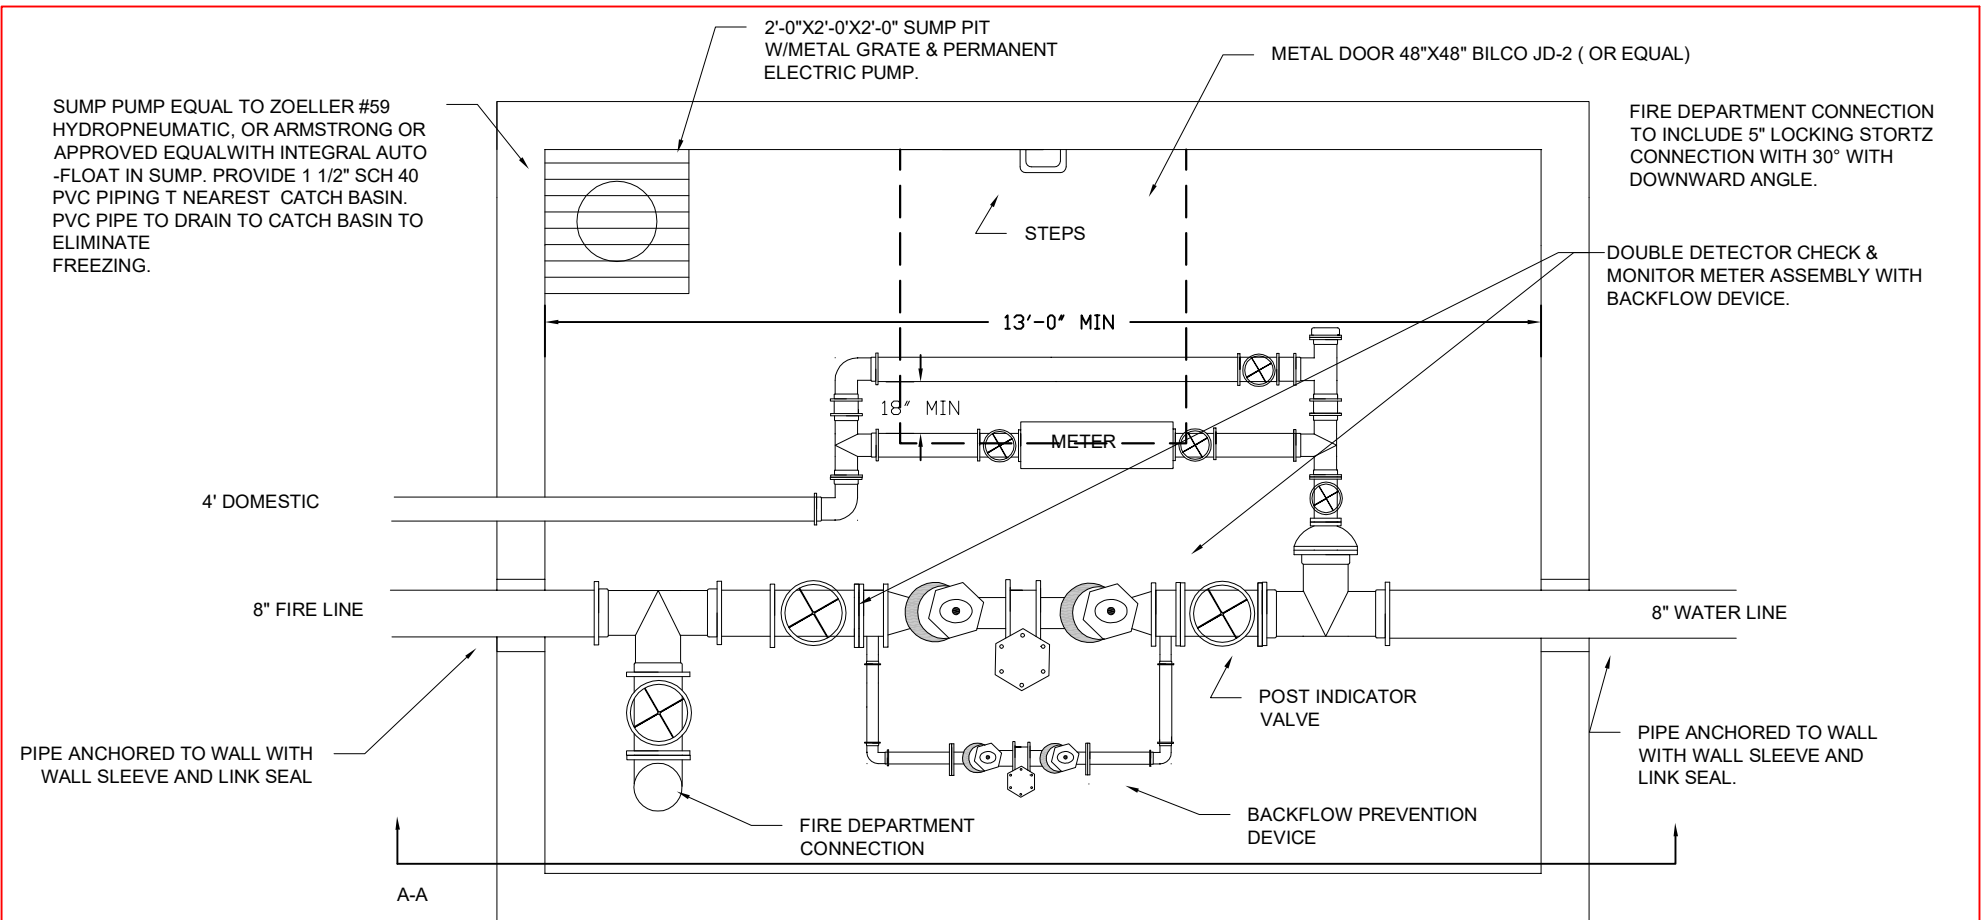 2'-0"X2'-0'X2'-0" SUMP PIT
W/METAL GRATE & PERMANENT
ELECTRIC PUMP.
METAL DOOR 48"X48" BILCO JD-2 ( OR EQUAL)
SUMP PUMP EQUAL TO ZOELLER #59
HYDROPNEUMATIC, OR ARMSTRONG OR
APPROVED EQUALWITH INTEGRAL AUTO
-FLOAT IN SUMP. PROVIDE 1 1/2" SCH 40
PVC PIPING T NEAREST  CATCH BASIN.
PVC PIPE TO DRAIN TO CATCH BASIN TO
ELIMINATE
FREEZING.
FIRE DEPARTMENT CONNECTION
TO INCLUDE 5" LOCKING STORTZ
CONNECTION WITH 30° WITH
DOWNWARD ANGLE.
STEPS
DOUBLE DETECTOR CHECK &
MONITOR METER ASSEMBLY WITH
BACKFLOW DEVICE.
13'-0" MIN
18" MIN
METER
4' DOMESTIC
8" FIRE LINE
8" WATER LINE
POST INDICATOR
VALVE
PIPE ANCHORED TO WALL WITH
WALL SLEEVE AND LINK SEAL
PIPE ANCHORED TO WALL
WITH WALL SLEEVE AND
LINK SEAL.
FIRE DEPARTMENT
CONNECTION
BACKFLOW PREVENTION
DEVICE
A-A